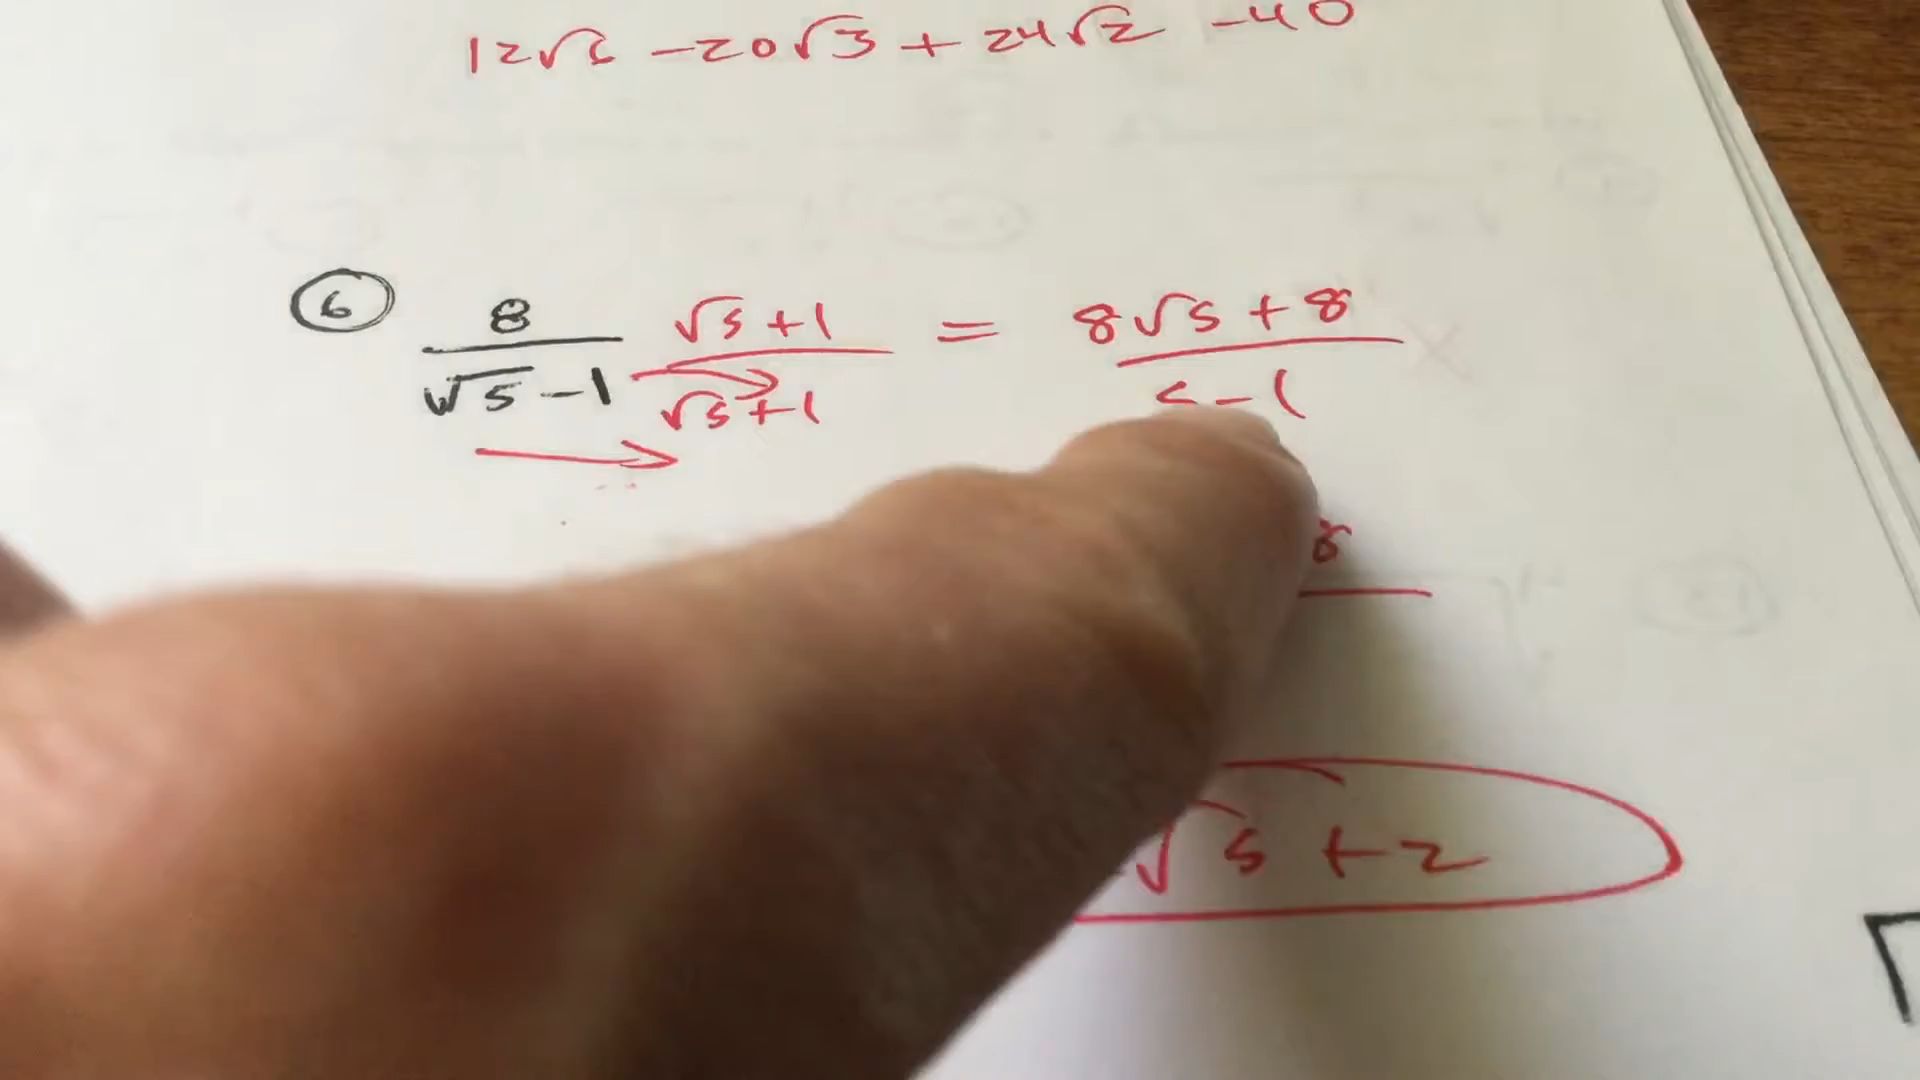 12√6 - 20√3 + 24√2 - 40
6 8/(√5 - 1) (√5 + 1)/(√5 + 1) = (8√5 + 8)/(5 - 1)
8
√5 + 2